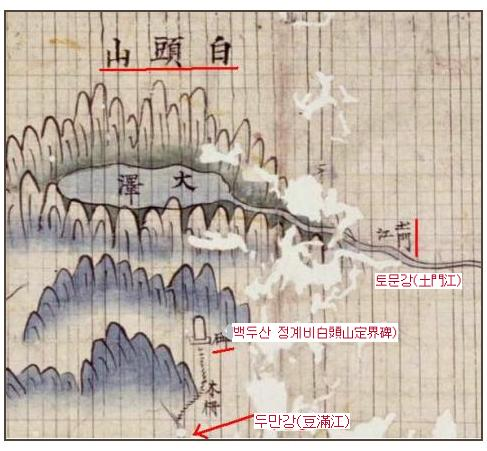 白頭山
大澤
土門
江
토문강(土門江)
碑
백두산 정계비白頭山定界碑)
木柵
두만강(豆滿江)